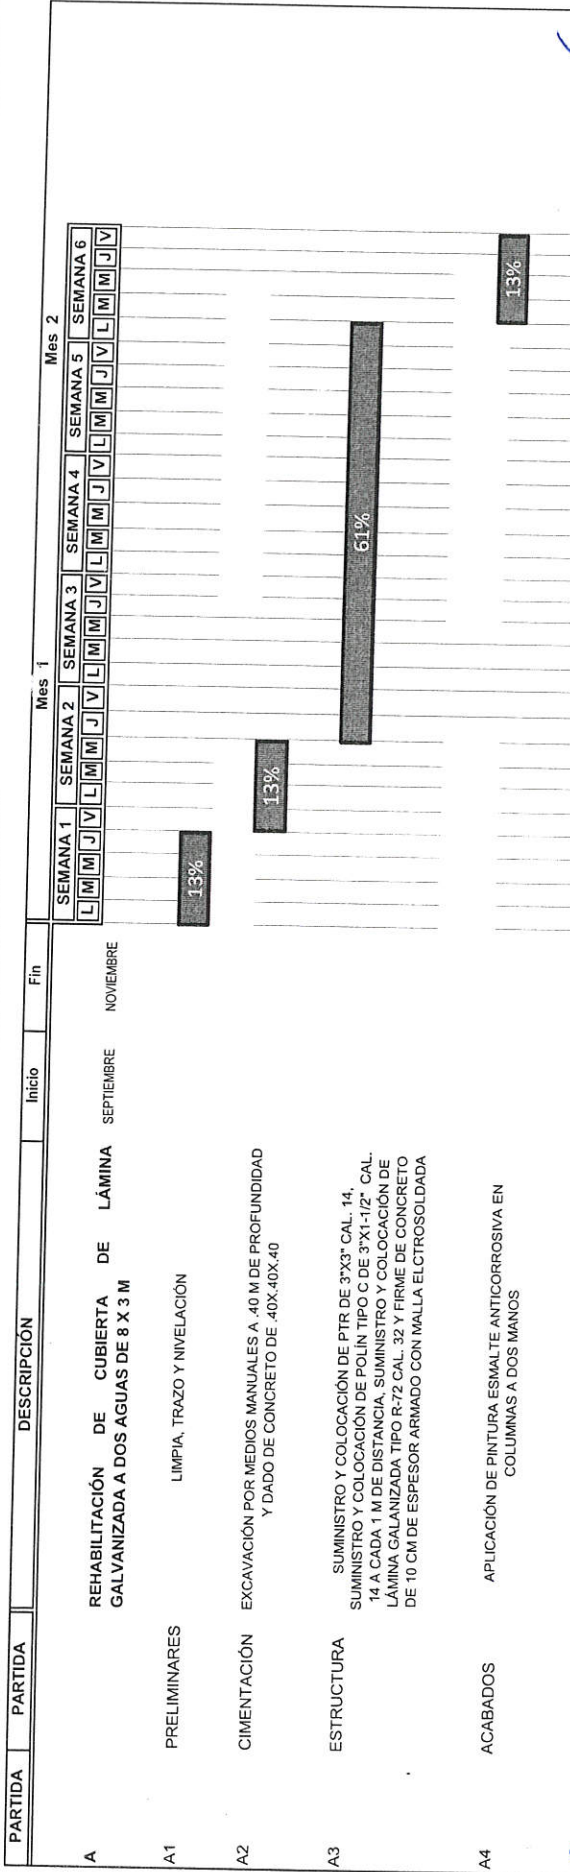 PARTIDA PARTIDA DESCRIPCIÓN Inicio Fin Mes 1 Mes 2
SEMANA 1 SEMANA 2 SEMANA 3 SEMANA 4 SEMANA 5 SEMANA 6
L M M J V L M M J V L M M J V L M M J V L M M J V L M M J V
A REHABILITACIÓN DE CUBIERTA DE LÁMINA SEPTIEMBRE NOVIEMBRE
GALVANIZADA A DOS AGUAS DE 8 X 3 M
A1 PRELIMINARES LIMPIA, TRAZO Y NIVELACIÓN 13%
A2 CIMENTACIÓN EXCAVACIÓN POR MEDIOS MANUALES A .40 M DE PROFUNDIDAD
Y DADO DE CONCRETO DE .40X.40X.40 13%
A3 ESTRUCTURA SUMINISTRO Y COLOCACIÓN DE PTR DE 3"X3" CAL. 14,
SUMINISTRO Y COLOCACIÓN DE POLÍN TIPO C DE 3"X1-1/2" CAL.
14 A CADA 1 M DE DISTANCIA, SUMINISTRO Y COLOCACIÓN DE
LÁMINA GALANIZADA TIPO R-72 CAL. 32 Y FIRME DE CONCRETO
DE 10 CM DE ESPESOR ARMADO CON MALLA ELCTROSOLDADA
61%
A4 ACABADOS APLICACIÓN DE PINTURA ESMALTE ANTICORROSIVA EN
COLUMNAS A DOS MANOS 13%